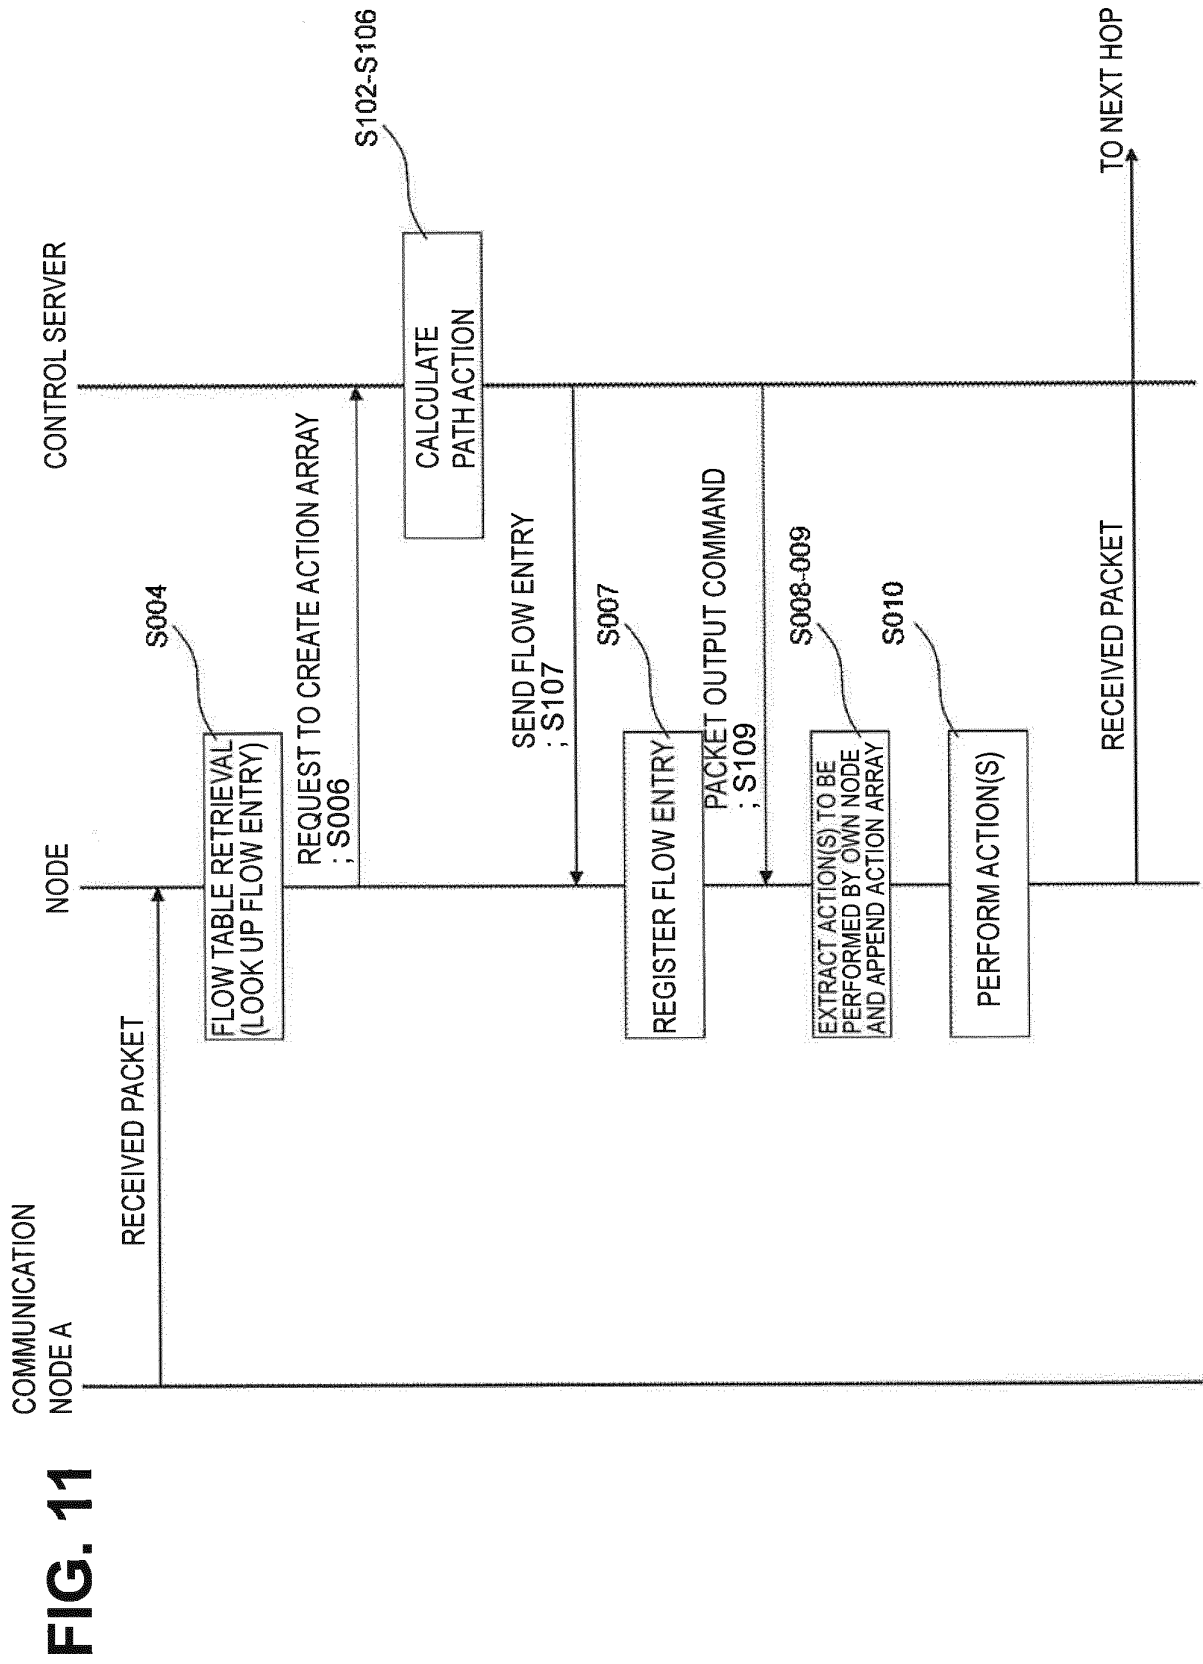 FIG. 11
COMMUNICATION
NODE A
NODE
CONTROL SERVER
RECEIVED PACKET
S004
FLOW TABLE RETRIEVAL
(LOOK UP FLOW ENTRY)
REQUEST TO CREATE ACTION ARRAY
; S006
S102-S106
CALCULATE
PATH ACTION
SEND FLOW ENTRY
; S107
S007
REGISTER FLOW ENTRY
PACKET OUTPUT COMMAND
; S109
S008-009
EXTRACT ACTION(S) TO BE
PERFORMED BY OWN NODE
AND APPEND ACTION ARRAY
S010
PERFORM ACTION(S)
RECEIVED PACKET
TO NEXT HOP